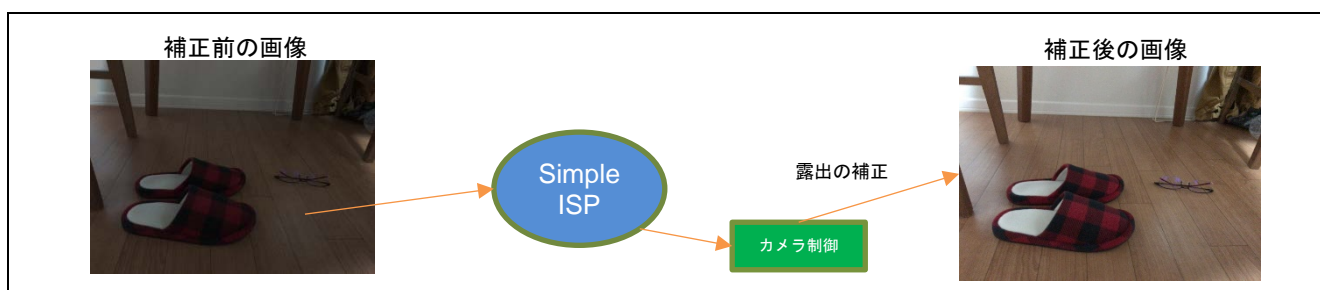 補正前の画像
補正後の画像
Simple
ISP
露出の補正
カメラ制御